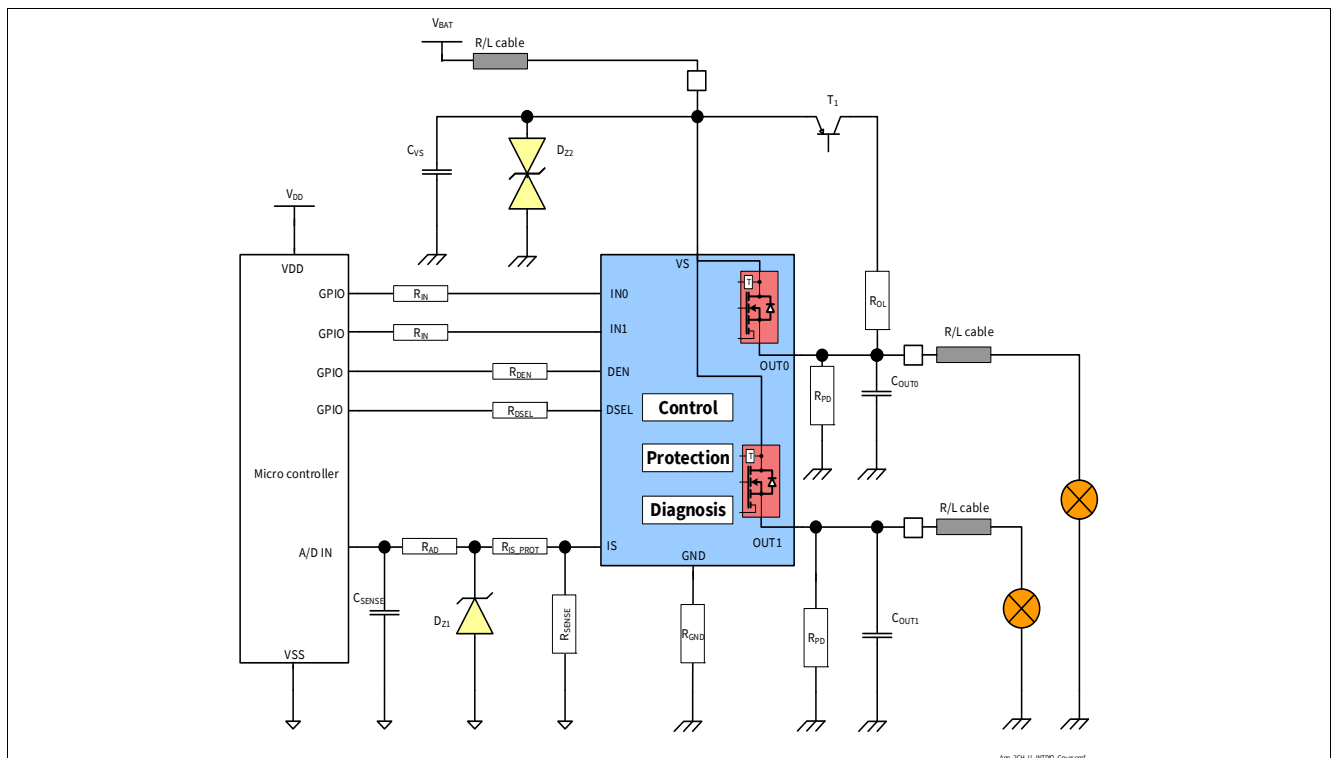 VBAT
R/L cable
T1
CVS
DZ2
VDD
VDD
VS
GPIO
RIN
IN0
T
ROL
GPIO
RIN
IN1
R/L cable
GPIO
RDEN
DEN
OUT0
COUT0
RPD
GPIO
RDSEL
DSEL
Control
Micro controller
Protection
T
Diagnosis
R/L cable
A/D IN
RAD
RIS_PROT
IS
GND
OUT1
CSENSE
DZ1
RSENSE
RGND
RPD
COUT1
VSS